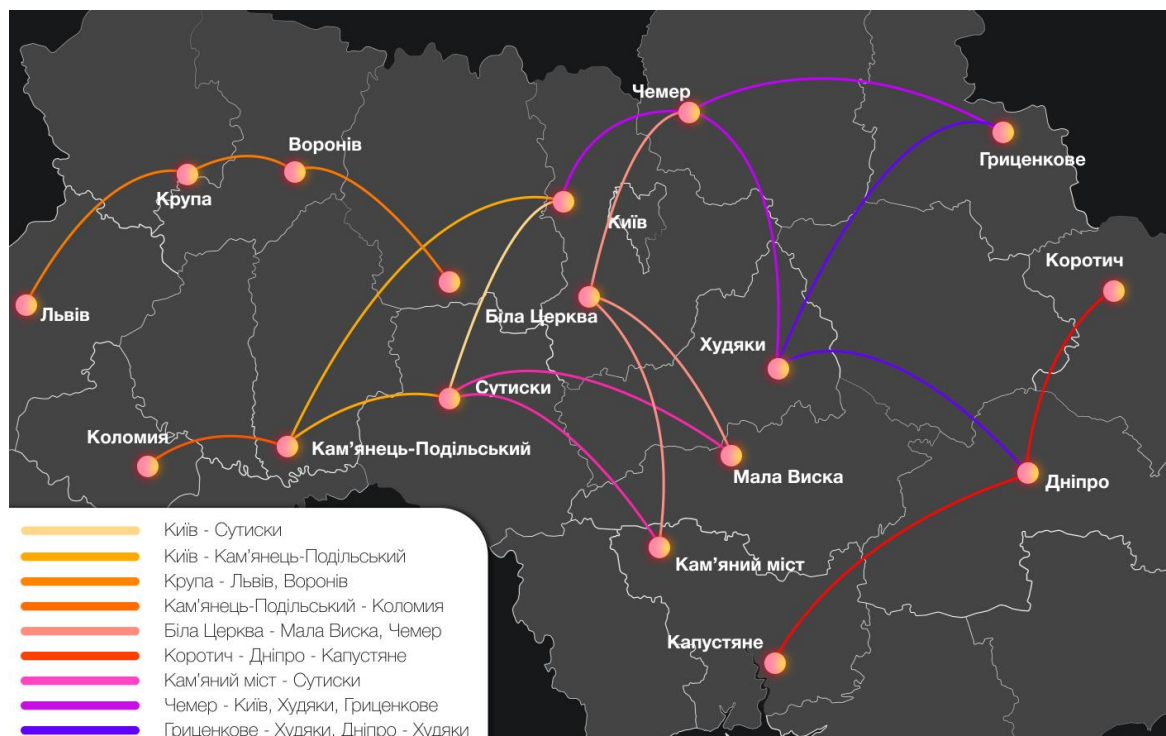 Чемер
Гриценкове
Воронів
Крупа
Київ
Коротич
Львів
Біла Церква
Худяки
Сутиски
Коломия
Кам’янець-Подільський
Мала Виска
Дніпро
Кам’яний міст
Капустяне
Київ - Сутиски
Київ - Кам’янець-Подільський
Крупа - Львів, Воронів
Кам’янець-Подільський - Коломия
Біла Церква - Мала Виска, Чемер
Коротич - Дніпро - Капустяне
Кам’яний міст - Сутиски
Чемер - Київ, Худяки, Гриценкове
Гриценкове - Худяки, Дніпро - Худяки